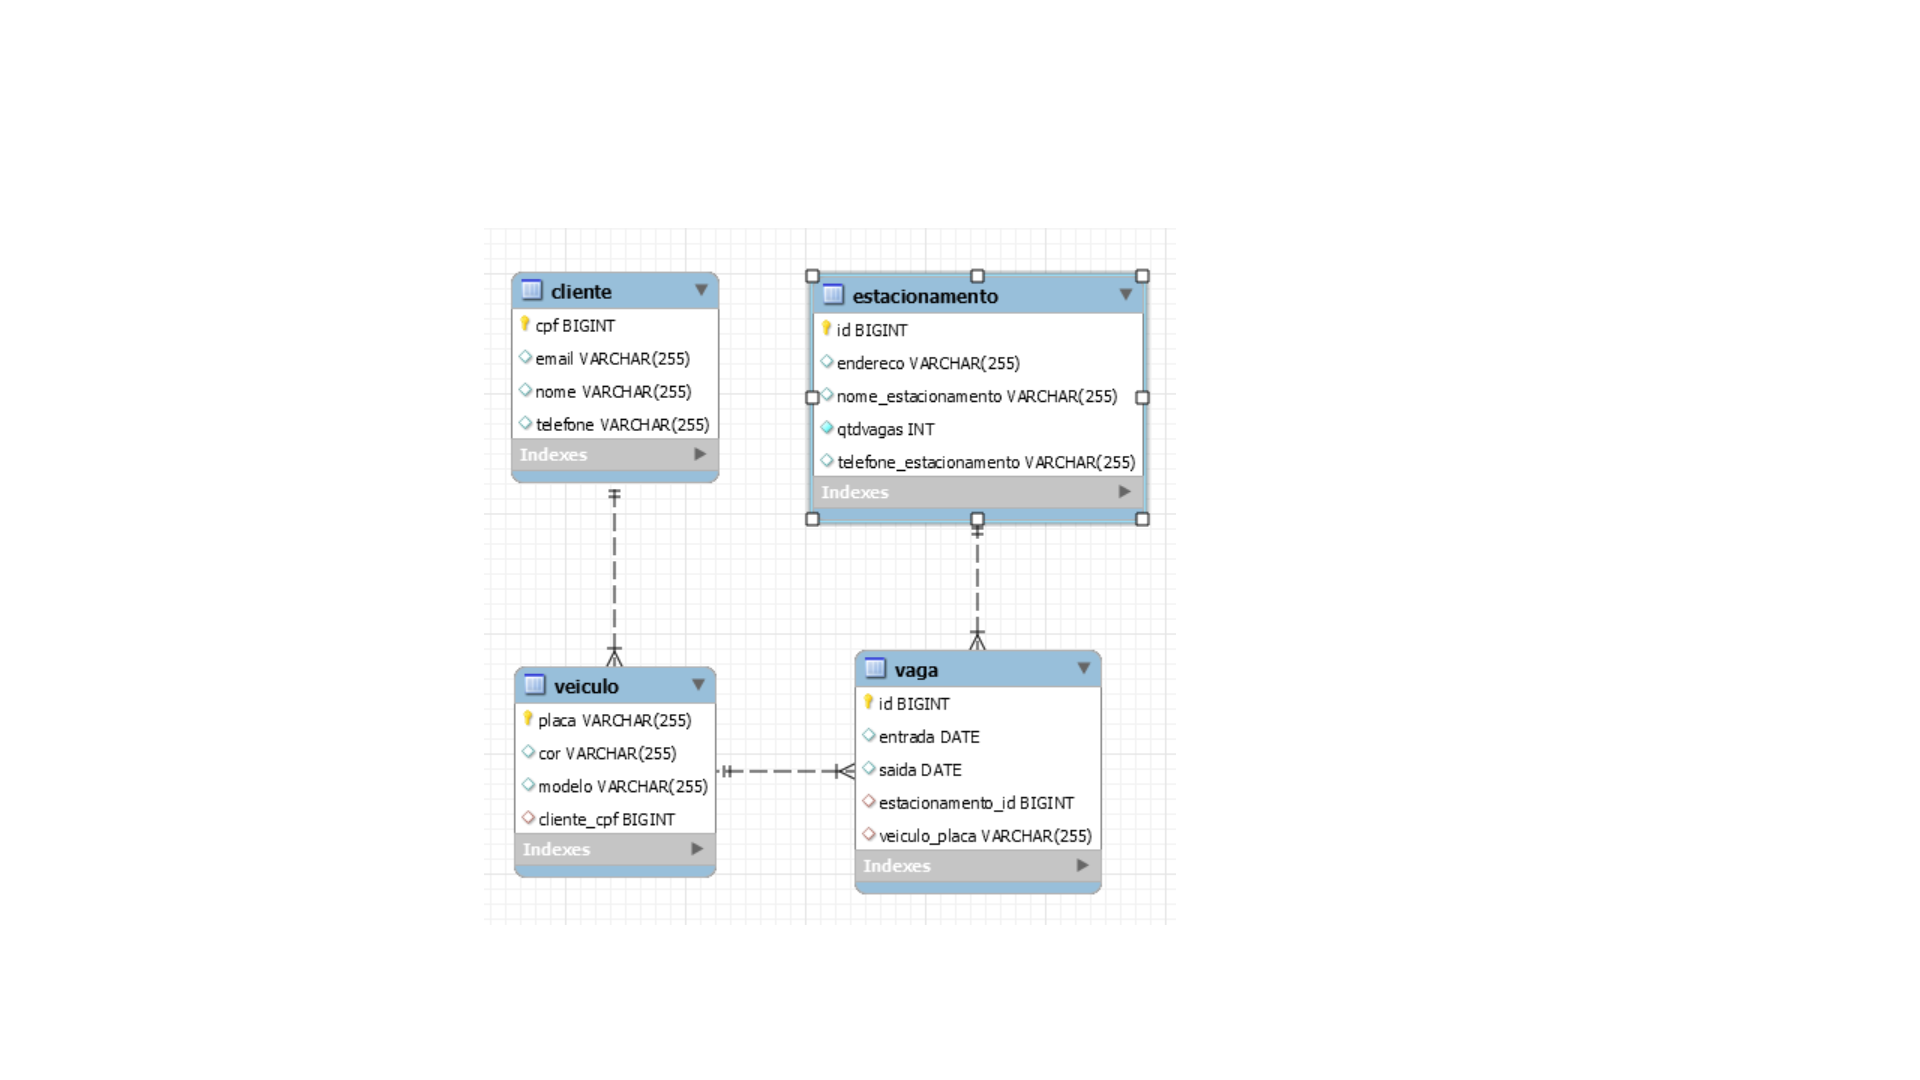 cliente
cpf BIGINT
email VARCHAR(255)
nome VARCHAR(255)
telefone VARCHAR(255)
Indexes
estacionamento
id BIGINT
endereco VARCHAR(255)
nome_estacionamento VARCHAR(255)
qtdvagas INT
telefone_estacionamento VARCHAR(255)
Indexes
veiculo
placa VARCHAR(255)
cor VARCHAR(255)
modelo VARCHAR(255)
cliente_cpf BIGINT
Indexes
vaga
id BIGINT
entrada DATE
saida DATE
estacionamento_id BIGINT
veiculo_placa VARCHAR(255)
Indexes